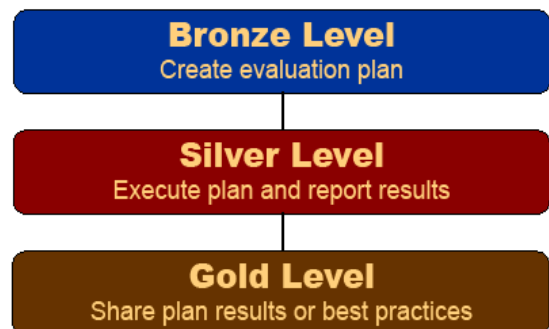 Bronze Level
Create evaluation plan
Silver Level
Execute plan and report results
Gold Level
Share plan results or best practices